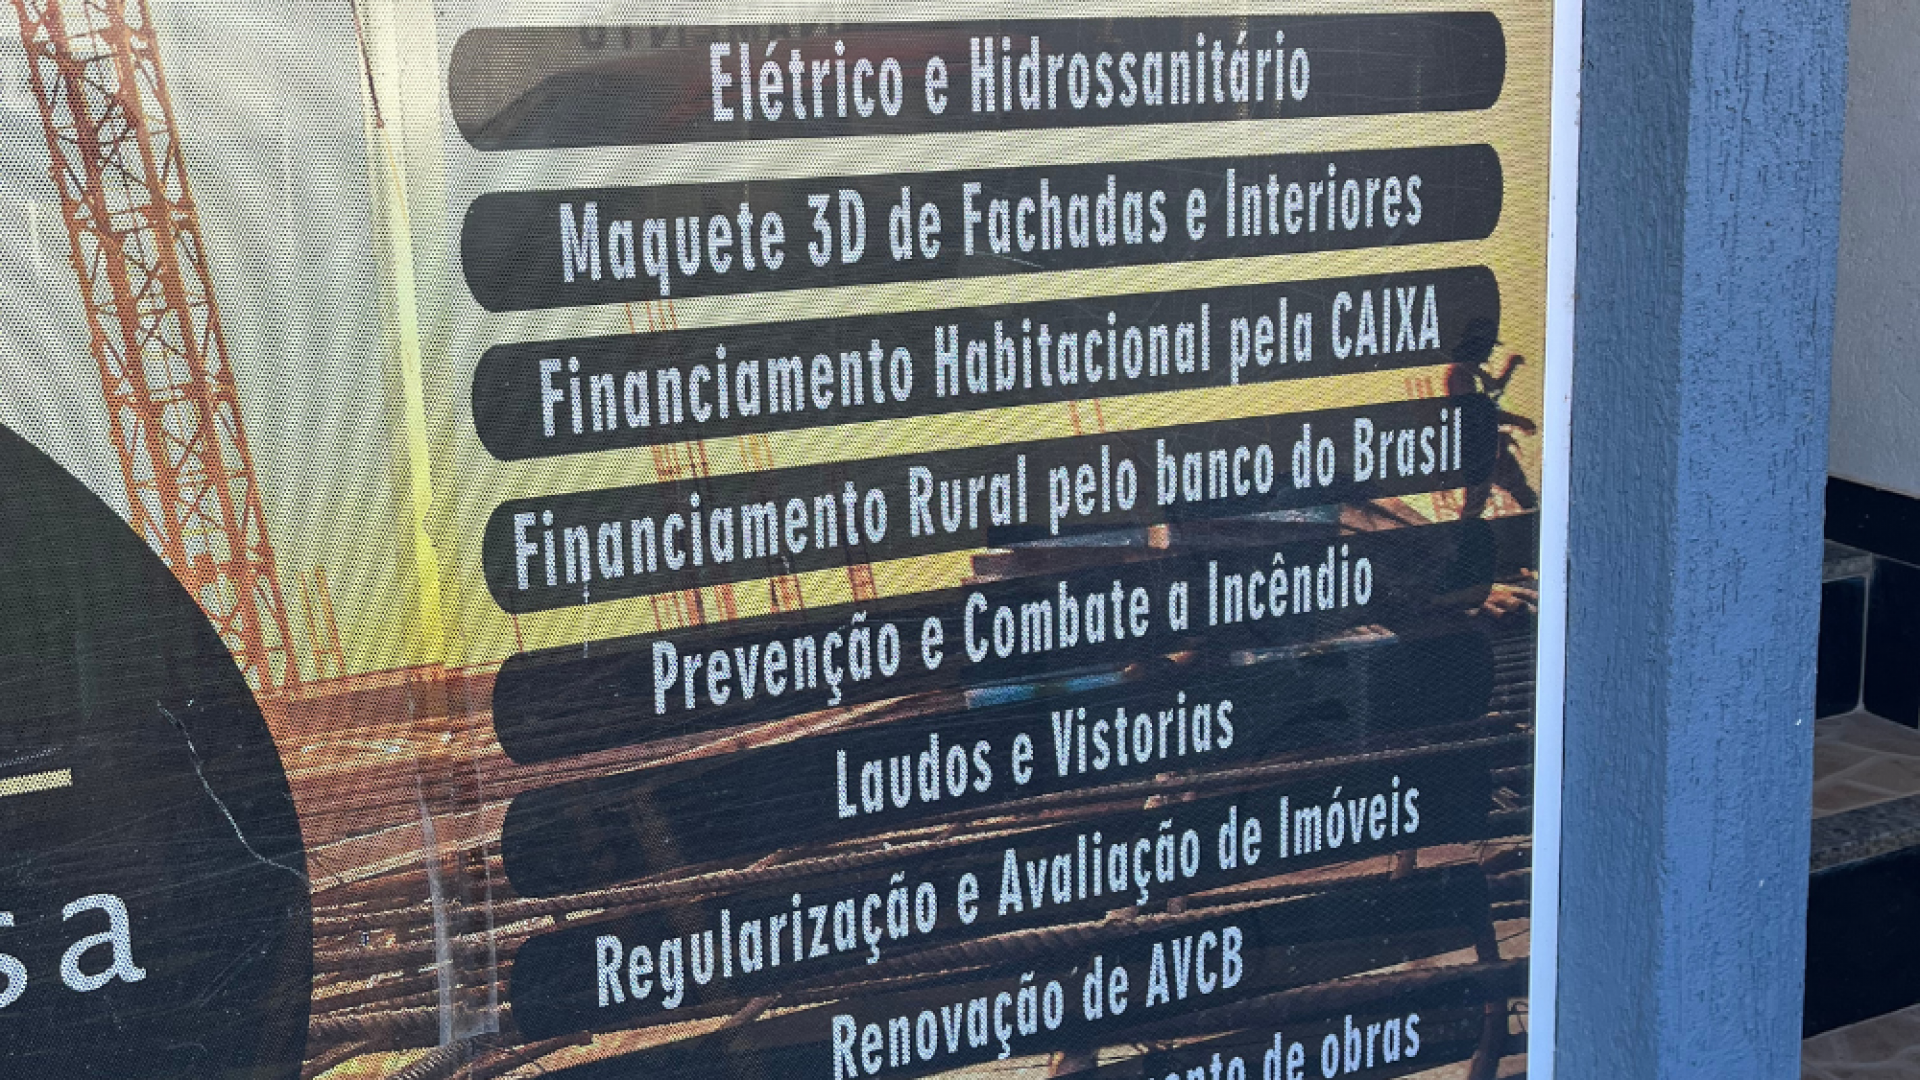 Elétrico e Hidrossanitário
Maquete 3D de Fachadas e Interiores
Financiamento Habitacional pela CAIXA
Financiamento Rural pelo banco do Brasil
Prevenção e Combate a Incêndio
Laudos e Vistorias
Regularização e Avaliação de Imóveis
Renovação de AVCB
de obras